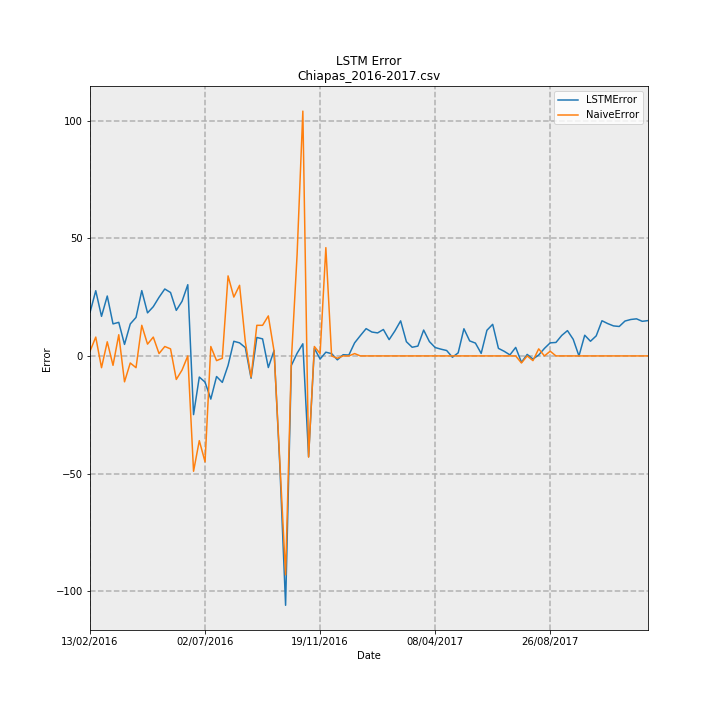 LSTM Error
Chiapas_2016-2017.csv
LSTMError
NaiveError
100
50
0
−50
−100
Error
13/02/2016 02/07/2016 19/11/2016 08/04/2017 26/08/2017
Date